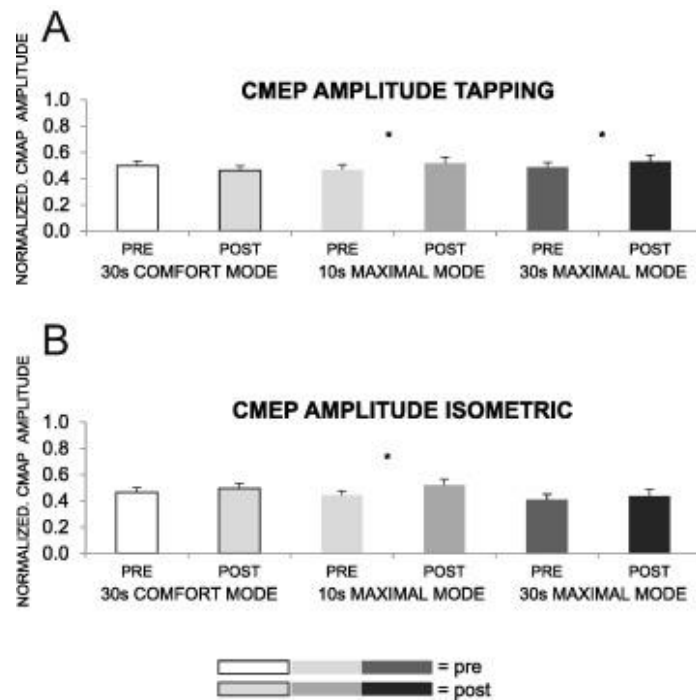 A
CMEP AMPLITUDE TAPPING
NORMALIZED. CMAP AMPLITUDE
1.0
0.8
0.6
0.4
0.2
0.0
* *
PRE POST PRE POST PRE POST
30s COMFORT MODE 10s MAXIMAL MODE 30s MAXIMAL MODE
B
CMEP AMPLITUDE ISOMETRIC
NORMALIZED. CMAP AMPLITUDE
1.0
0.8
0.6
0.4
0.2
0.0
*
PRE POST PRE POST PRE POST
30s COMFORT MODE 10s MAXIMAL MODE 30s MAXIMAL MODE
= pre
= post